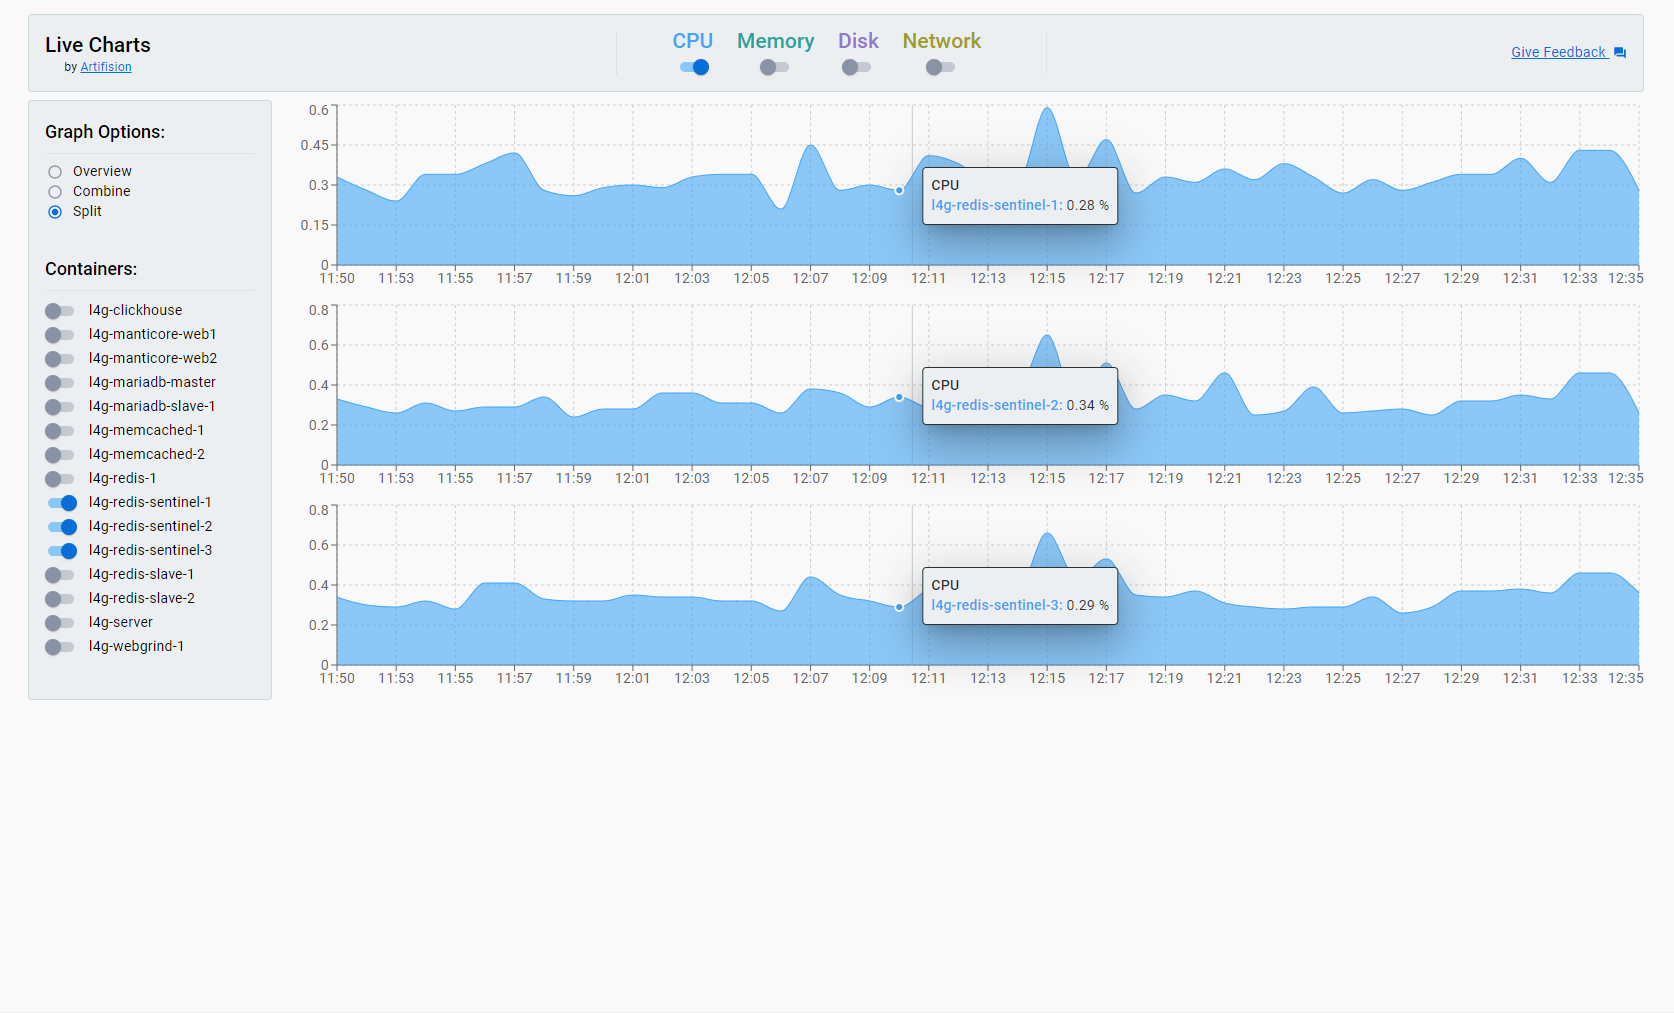 Live Charts
by Artifision
CPU Memory Disk Network
Give Feedback
Graph Options:
Overview
Combine
Split
Containers:
l4g-clickhouse
l4g-manticore-web1
l4g-manticore-web2
l4g-mariadb-master
l4g-mariadb-slave-1
l4g-memcached-1
l4g-memcached-2
l4g-redis-1
l4g-redis-sentinel-1
l4g-redis-sentinel-2
l4g-redis-sentinel-3
l4g-redis-slave-1
l4g-redis-slave-2
l4g-server
l4g-webgrind-1
0.6
0.45
0.3
0.15
0
CPU
l4g-redis-sentinel-1: 0.28 %
11:50 11:53 11:55 11:57 11:59 12:01 12:03 12:05 12:07 12:09 12:11 12:13 12:15 12:17 12:19 12:21 12:23 12:25 12:27 12:29 12:31 12:33 12:35
0.8
0.6
0.4
0.2
0
CPU
l4g-redis-sentinel-2: 0.34 %
11:50 11:53 11:55 11:57 11:59 12:01 12:03 12:05 12:07 12:09 12:11 12:13 12:15 12:17 12:19 12:21 12:23 12:25 12:27 12:29 12:31 12:33 12:35
0.8
0.6
0.4
0.2
0
CPU
l4g-redis-sentinel-3: 0.29 %
11:50 11:53 11:55 11:57 11:59 12:01 12:03 12:05 12:07 12:09 12:11 12:13 12:15 12:17 12:19 12:21 12:23 12:25 12:27 12:29 12:31 12:33 12:35